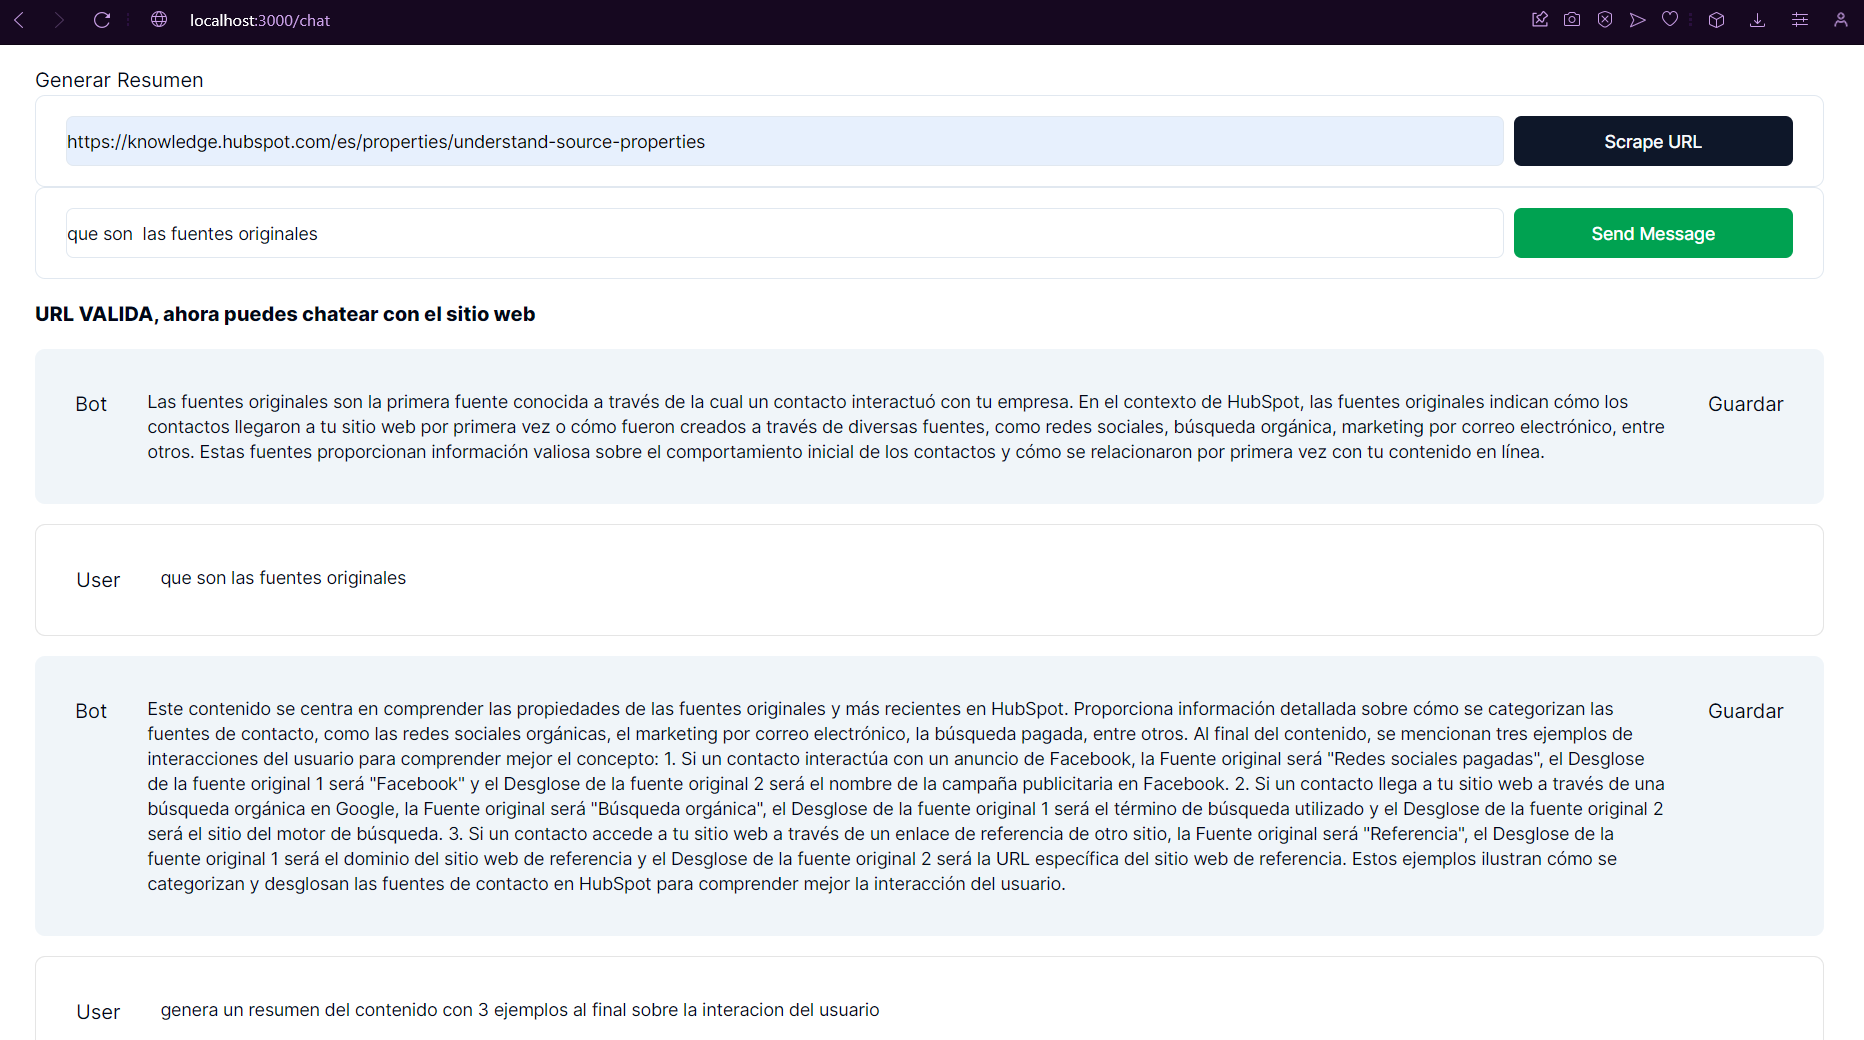 localhost:3000/chat
Generar Resumen
https://knowledge.hubspot.com/es/properties/understand-source-properties
Scrape URL
que son  las fuentes originales
Send Message
URL VALIDA, ahora puedes chatear con el sitio web
Bot
Las fuentes originales son la primera fuente conocida a través de la cual un contacto interactuó con tu empresa. En el contexto de HubSpot, las fuentes originales indican cómo los
contactos llegaron a tu sitio web por primera vez o cómo fueron creados a través de diversas fuentes, como redes sociales, búsqueda orgánica, marketing por correo electrónico, entre
otros. Estas fuentes proporcionan información valiosa sobre el comportamiento inicial de los contactos y cómo se relacionaron por primera vez con tu contenido en línea.
Guardar
User
que son las fuentes originales
Bot
Este contenido se centra en comprender las propiedades de las fuentes originales y más recientes en HubSpot. Proporciona información detallada sobre cómo se categorizan las
fuentes de contacto, como las redes sociales orgánicas, el marketing por correo electrónico, la búsqueda pagada, entre otros. Al final del contenido, se mencionan tres ejemplos de
interacciones del usuario para comprender mejor el concepto: 1. Si un contacto interactúa con un anuncio de Facebook, la Fuente original será "Redes sociales pagadas", el Desglose
de la fuente original 1 será "Facebook" y el Desglose de la fuente original 2 será el nombre de la campaña publicitaria en Facebook. 2. Si un contacto llega a tu sitio web a través de una
búsqueda orgánica en Google, la Fuente original será "Búsqueda orgánica", el Desglose de la fuente original 1 será el término de búsqueda utilizado y el Desglose de la fuente original 2
será el sitio del motor de búsqueda. 3. Si un contacto accede a tu sitio web a través de un enlace de referencia de otro sitio, la Fuente original será "Referencia", el Desglose de la
fuente original 1 será el dominio del sitio web de referencia y el Desglose de la fuente original 2 será la URL específica del sitio web de referencia. Estos ejemplos ilustran cómo se
categorizan y desglosan las fuentes de contacto en HubSpot para comprender mejor la interacción del usuario.
Guardar
User
genera un resumen del contenido con 3 ejemplos al final sobre la interacion del usuario